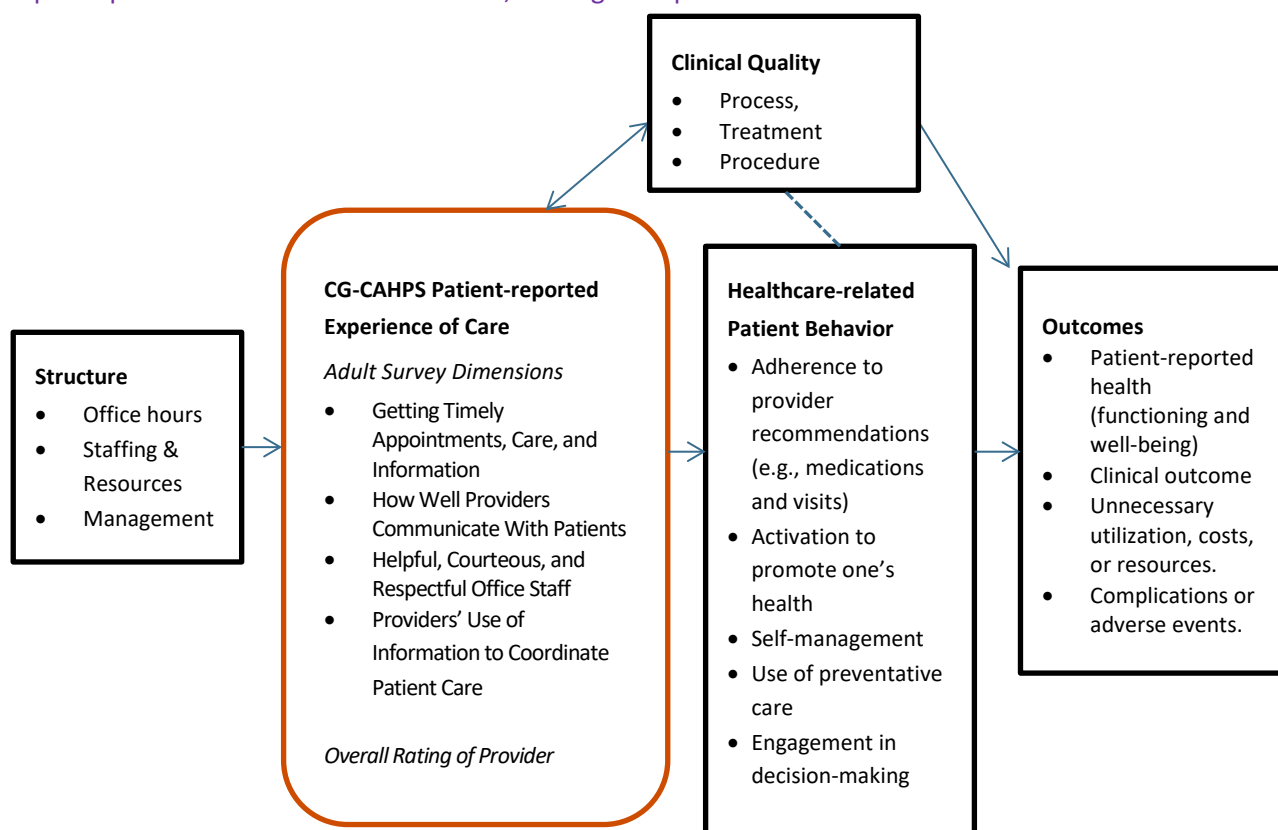 Clinical Quality
• Process,
• Treatment
• Procedure
CG-CAHPS Patient-reported
Experience of Care
Adult Survey Dimensions
• Getting Timely
Appointments, Care, and
Information
• How Well Providers
Communicate With Patients
• Helpful, Courteous, and
Respectful Office Staff
• Providers’ Use of
Information to Coordinate
Patient Care
Overall Rating of Provider
Structure
• Office hours
• Staffing &
Resources
• Management
Healthcare-related
Patient Behavior
• Adherence to
provider
recommendations
(e.g., medications
and visits)
• Activation to
promote one’s
health
• Self-management
• Use of preventative
care
• Engagement in
decision-making
Outcomes
• Patient-reported
health
(functioning and
well-being)
• Clinical outcome
• Unnecessary
utilization, costs,
or resources.
• Complications or
adverse events.